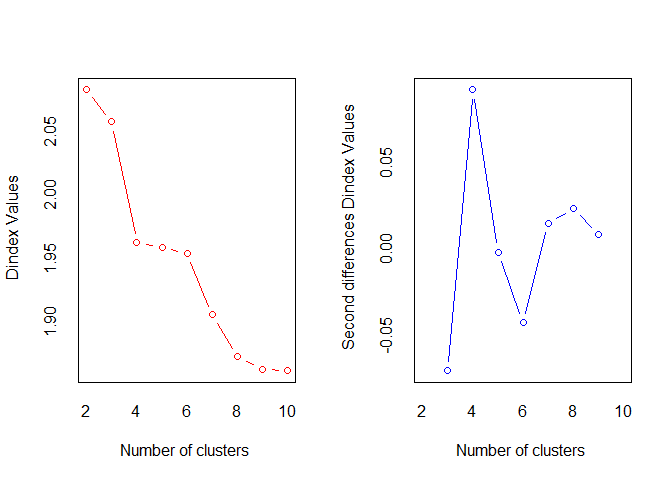 Dindex Values
1.90 1.95 2.00 2.05
2 4 6 8 10
Number of clusters
Second differences Dindex Values
-0.05 0.00 0.05
2 4 6 8 10
Number of clusters